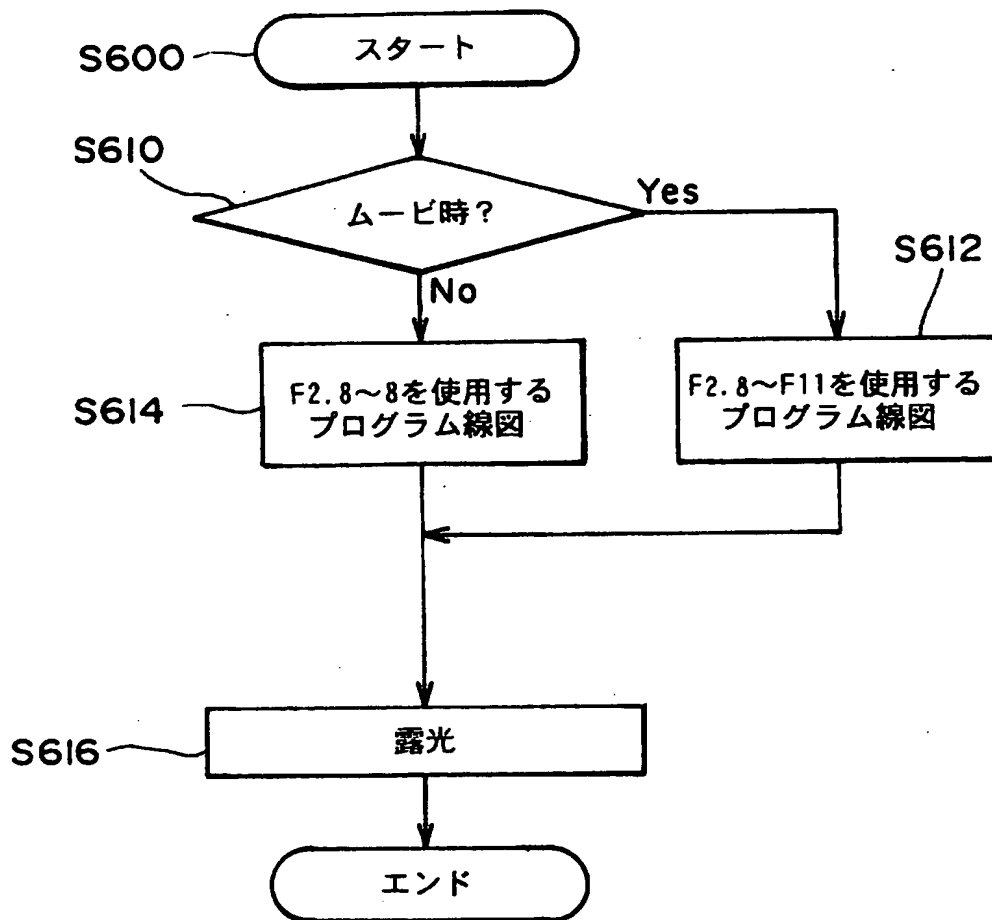 S600
スタート
S610
ムービ時?
Yes
No
S612
S614
F2.8～8を使用する
プログラム線図
F2.8～F11を使用する
プログラム線図
S616
露光
エンド